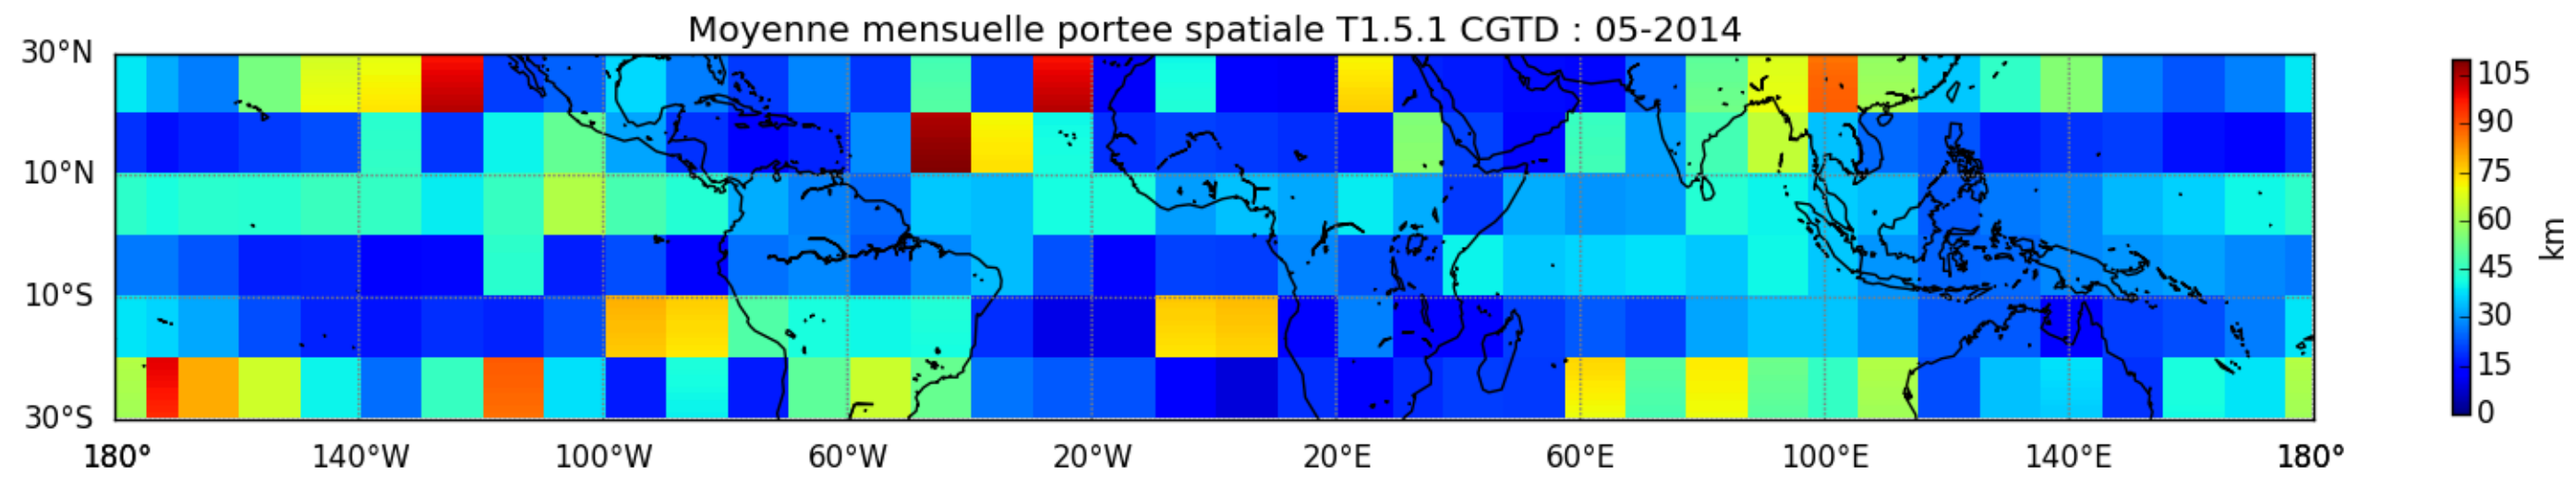 Moyenne mensuelle portee spatiale T1.5.1 CGTD : 05-2014
30°N
10°N
10°S
30°S
180° 140°W 100°W 60°W 20°W 20°E 60°E 100°E 140°E 180°
105
90
75
60
45
30
15
0
km